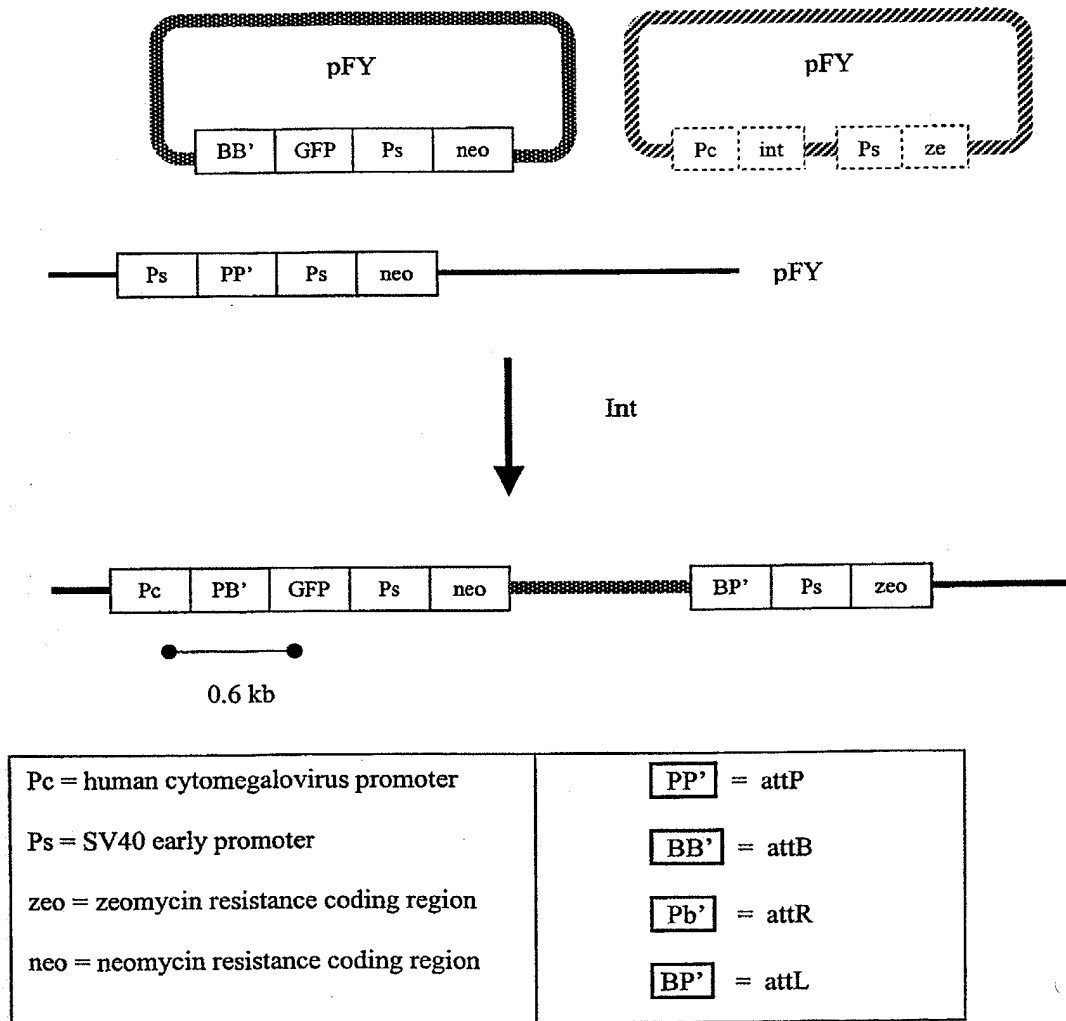 pFY
pFY
BB' GFP Ps neo
Pc int Ps ze
Ps PP' Ps neo
pFY
Int
Pc PB' GFP Ps neo BP' Ps zeo
0.6 kb
Pc = human cytomegalovirus promoter
Ps = SV40 early promoter
zeo = zeomycin resistance coding region
neo = neomycin resistance coding region
PP' = attP
BB' = attB
Pb' = attR
BP' = attL